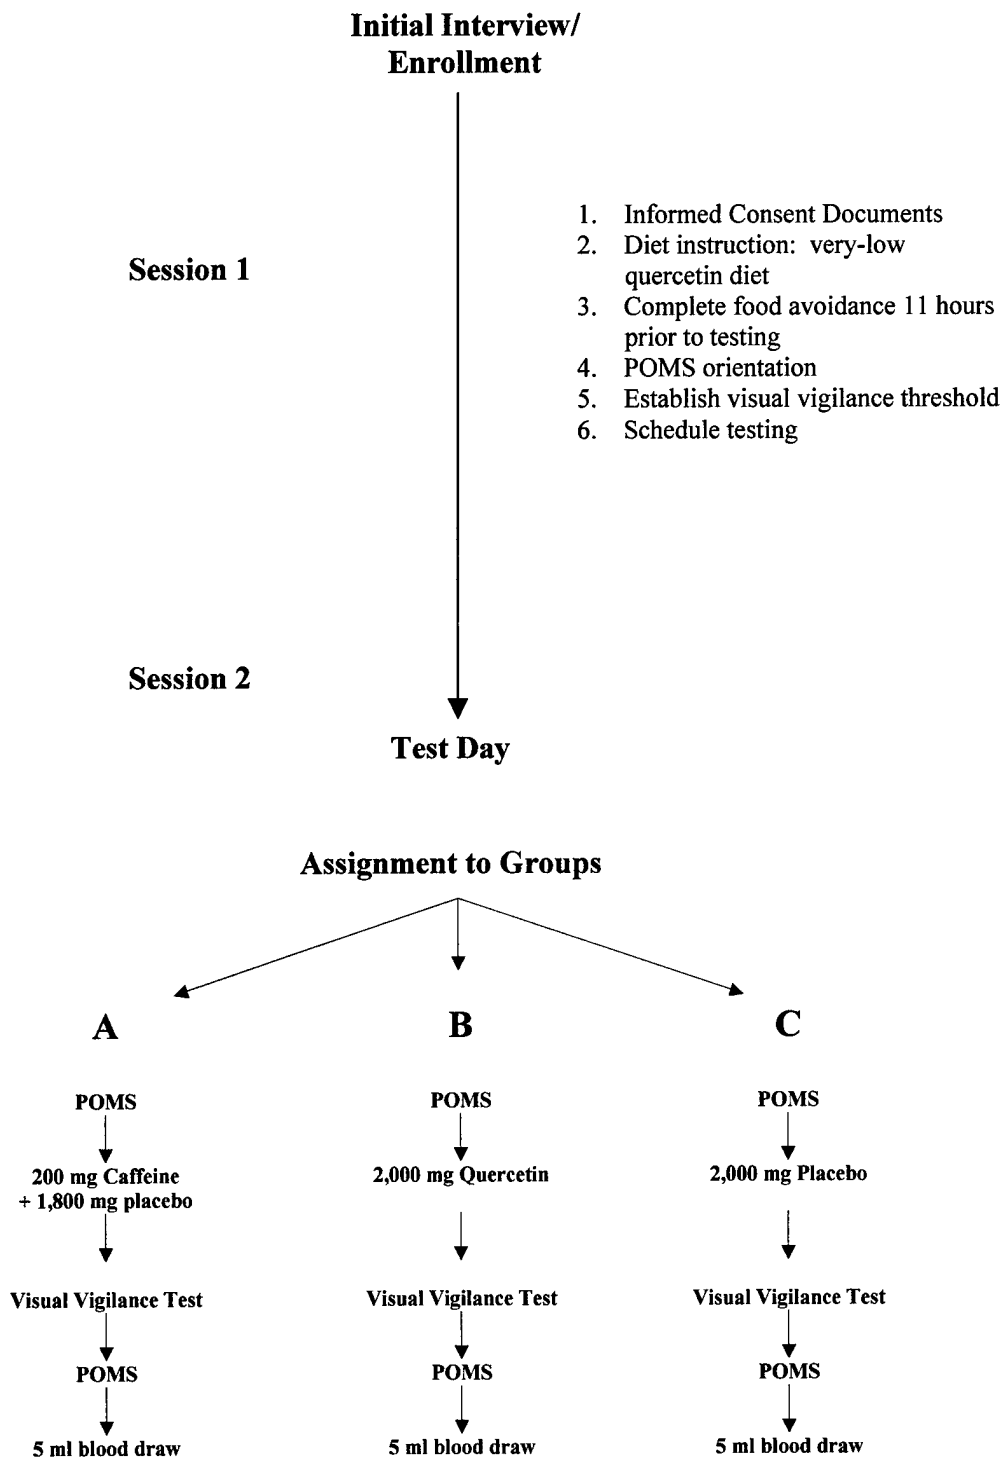 Initial Interview/
Enrollment
Session 1
1. Informed Consent Documents
2. Diet instruction: very-low
quercetin diet
3. Complete food avoidance 11 hours
prior to testing
4. POMS orientation
5. Establish visual vigilance threshold
6. Schedule testing
Session 2
Test Day
Assignment to Groups
A
B
C
POMS
POMS
POMS
200 mg Caffeine
+ 1,800 mg placebo
2,000 mg Quercetin
2,000 mg Placebo
Visual Vigilance Test
Visual Vigilance Test
Visual Vigilance Test
POMS
POMS
POMS
5 ml blood draw
5 ml blood draw
5 ml blood draw